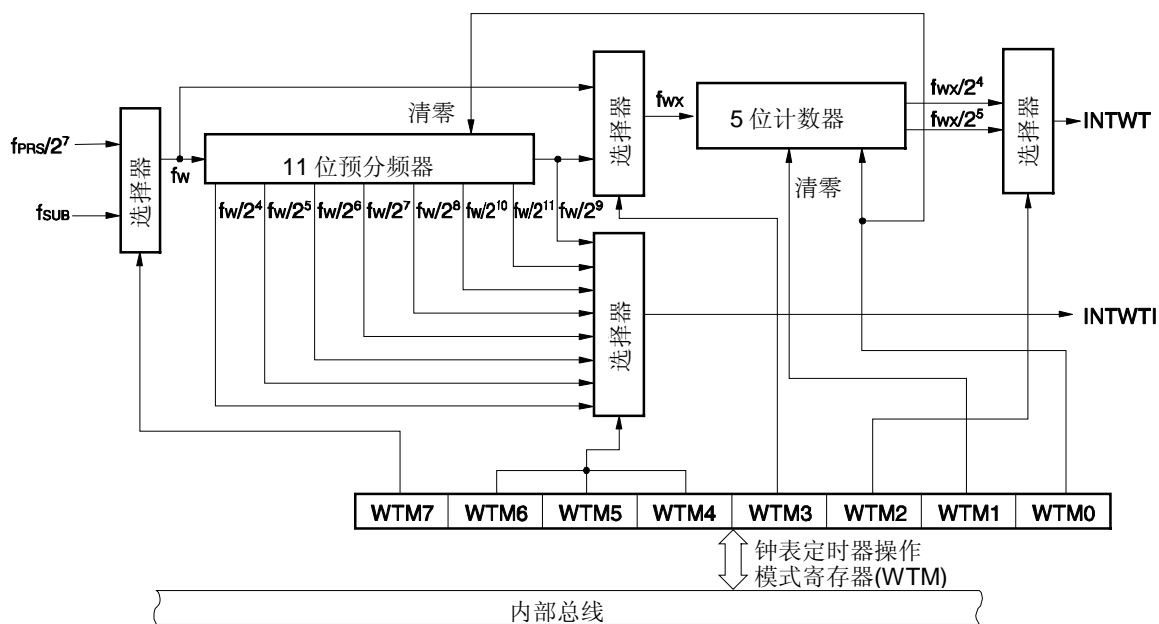 清零
fPRS/2⁷
fSUB
选择器
fW
11 位预分频器
fW/2⁴
fW/2⁵
fW/2⁶
fW/2⁷
fW/2⁸
fW/2¹⁰
fW/2¹¹
fW/2⁹
选择器
fWX
5 位计数器
fWX/2⁴
fWX/2⁵
选择器
INTWT
清零
选择器
INTWTI
WTM7 WTM6 WTM5 WTM4 WTM3 WTM2 WTM1 WTM0
钟表定时器操作
模式寄存器(WTM)
内部总线